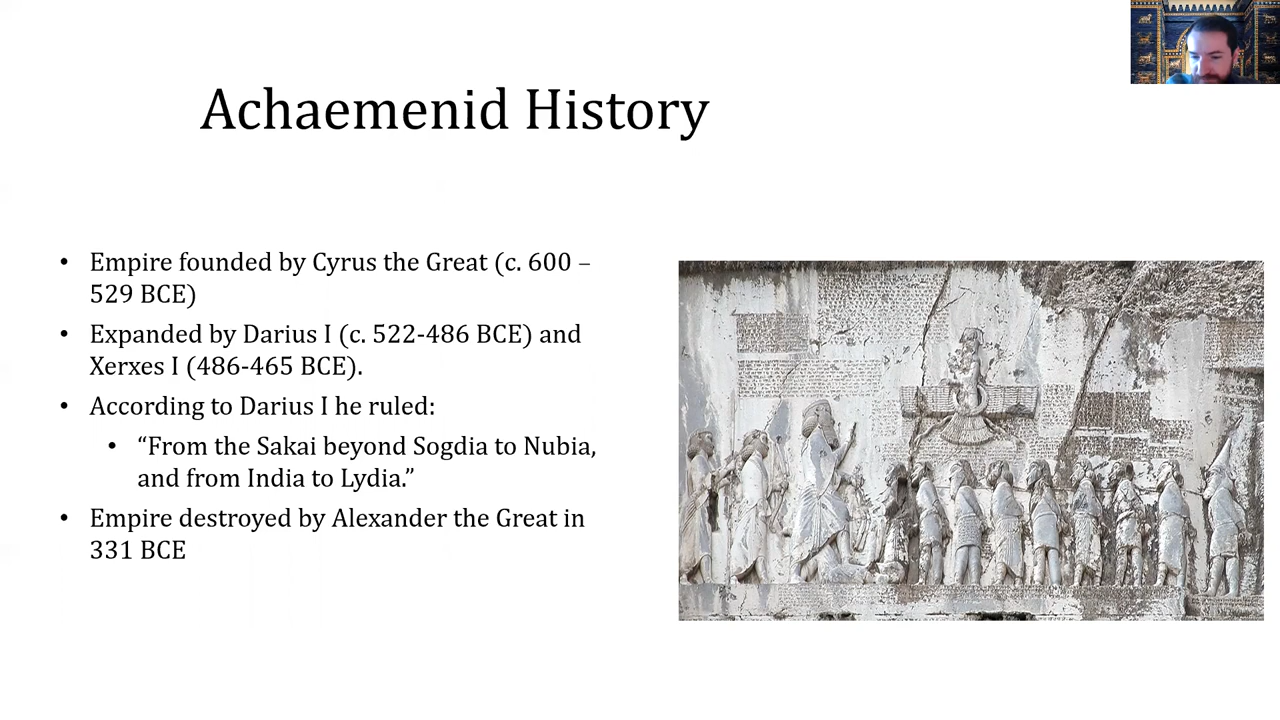 Achaemenid History
• Empire founded by Cyrus the Great (c. 600 –
529 BCE)
• Expanded by Darius I (c. 522-486 BCE) and
Xerxes I (486-465 BCE).
• According to Darius I he ruled:
• “From the Sakai beyond Sogdia to Nubia,
and from India to Lydia.”
• Empire destroyed by Alexander the Great in
331 BCE